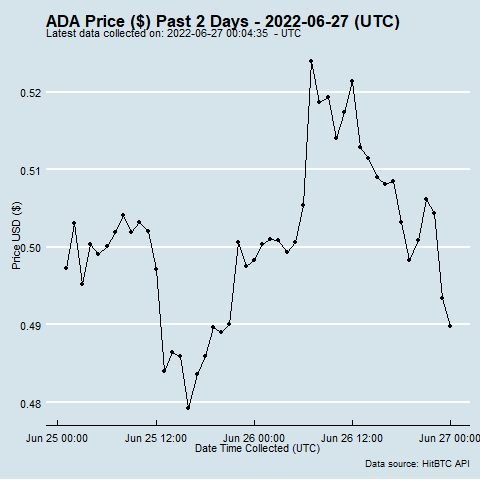 ADA Price ($) Past 2 Days - 2022-06-27 (UTC)
Latest data collected on: 2022-06-27 00:04:35 - UTC
Price USD ($)
0.52
0.51
0.50
0.49
0.48
Jun 25 00:00 Jun 25 12:00 Jun 26 00:00 Jun 26 12:00 Jun 27 00:00
Date Time Collected (UTC)
Data source: HitBTC API